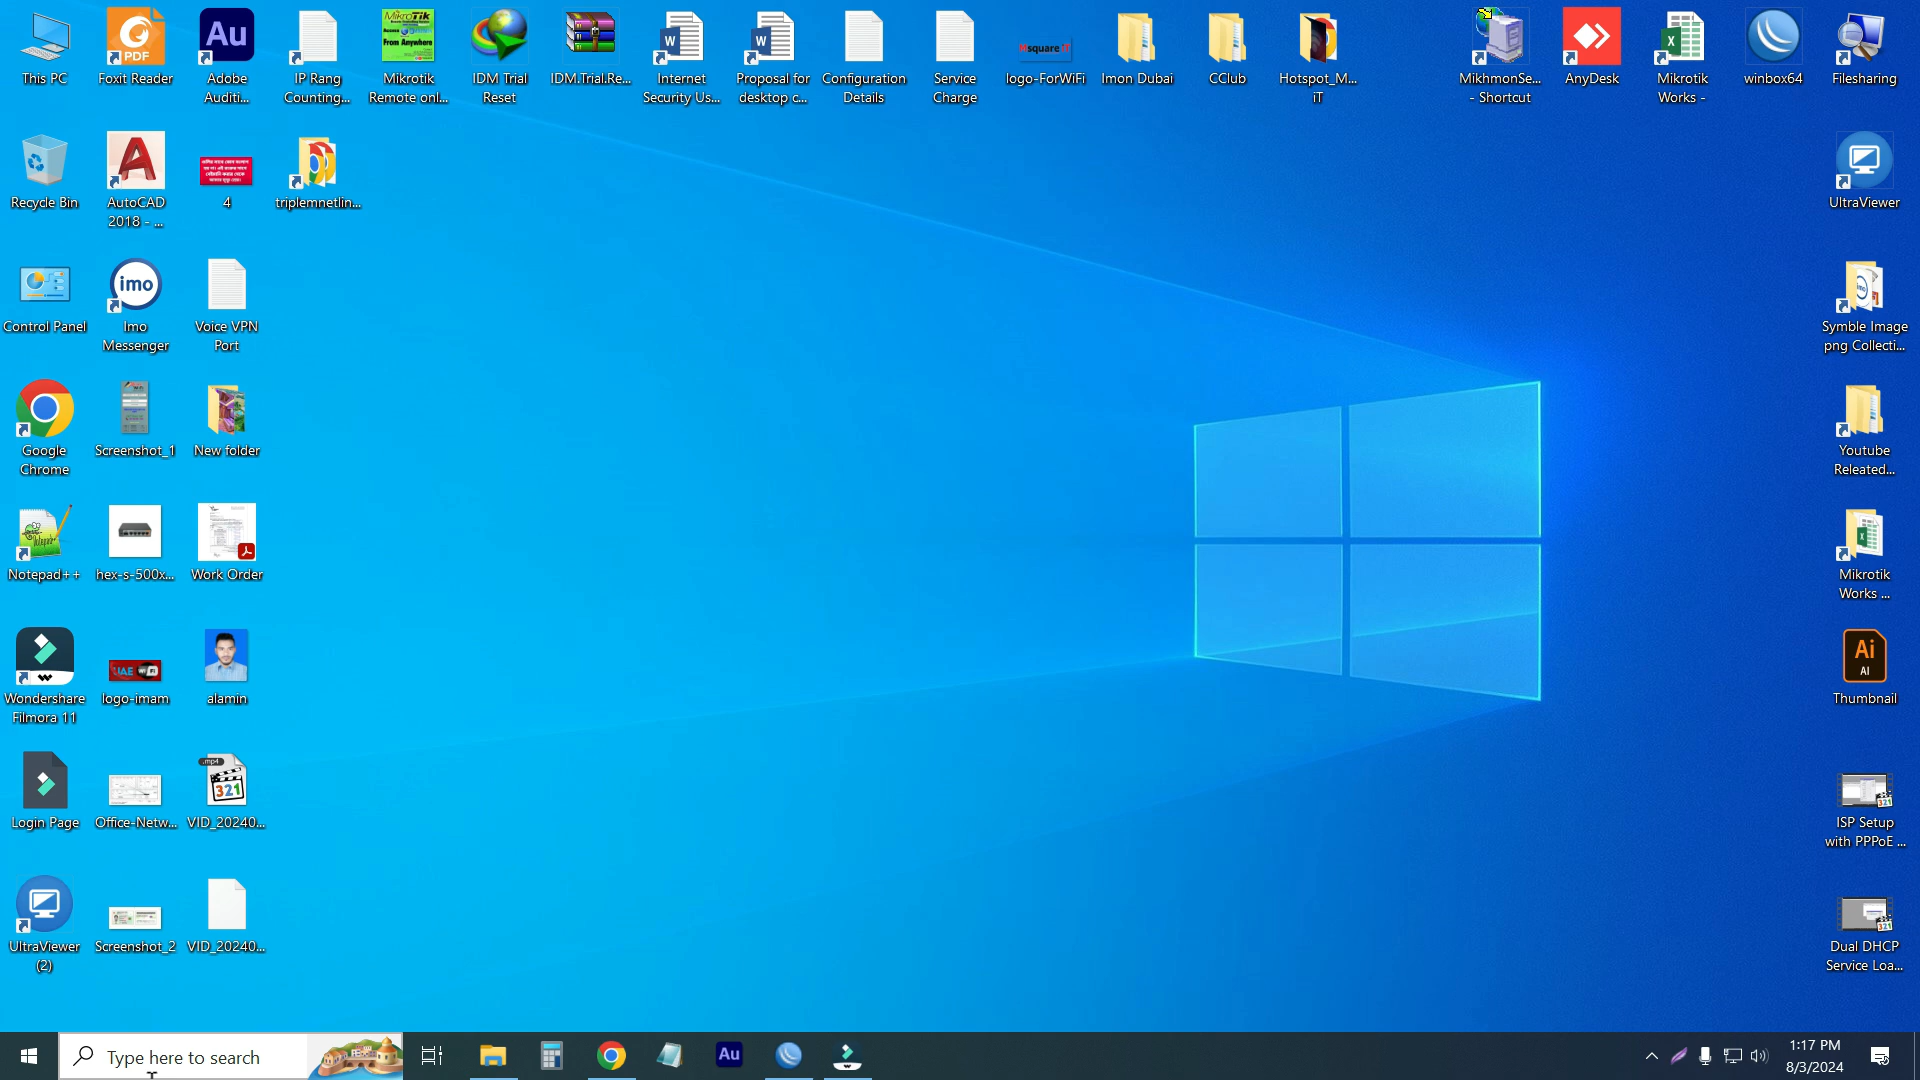 This PC
Foxit Reader
Adobe
Auditi...
IP Rang
Counting...
Mikrotik
Remote onl...
IDM Trial
Reset
IDM.Trial.Re...
Internet
Security Us...
Proposal for
desktop c...
Configuration
Details
Service
Charge
logo-ForWiFi
Imon Dubai
CClub
Hotspot_M...
iT
MikhmonSe...
- Shortcut
AnyDesk
Mikrotik
Works -
winbox64
Filesharing
Recycle Bin
AutoCAD
2018 - ...
4
triplemnetlin...
UltraViewer
Control Panel
Imo
Messenger
Voice VPN
Port
Symble Image
png Collecti...
Google
Chrome
Screenshot_1
New folder
Youtube
Releated...
Notepad++
hex-s-500x...
Work Order
Mikrotik
Works ...
Wondershare
Filmora 11
logo-imam
alamin
Thumbnail
Login Page
Office-Netw...
VID_20240...
ISP Setup
with PPPoE ...
UltraViewer
(2)
Screenshot_2
VID_20240...
Dual DHCP
Service Loa...
Type here to search
Au
1:17 PM
8/3/2024